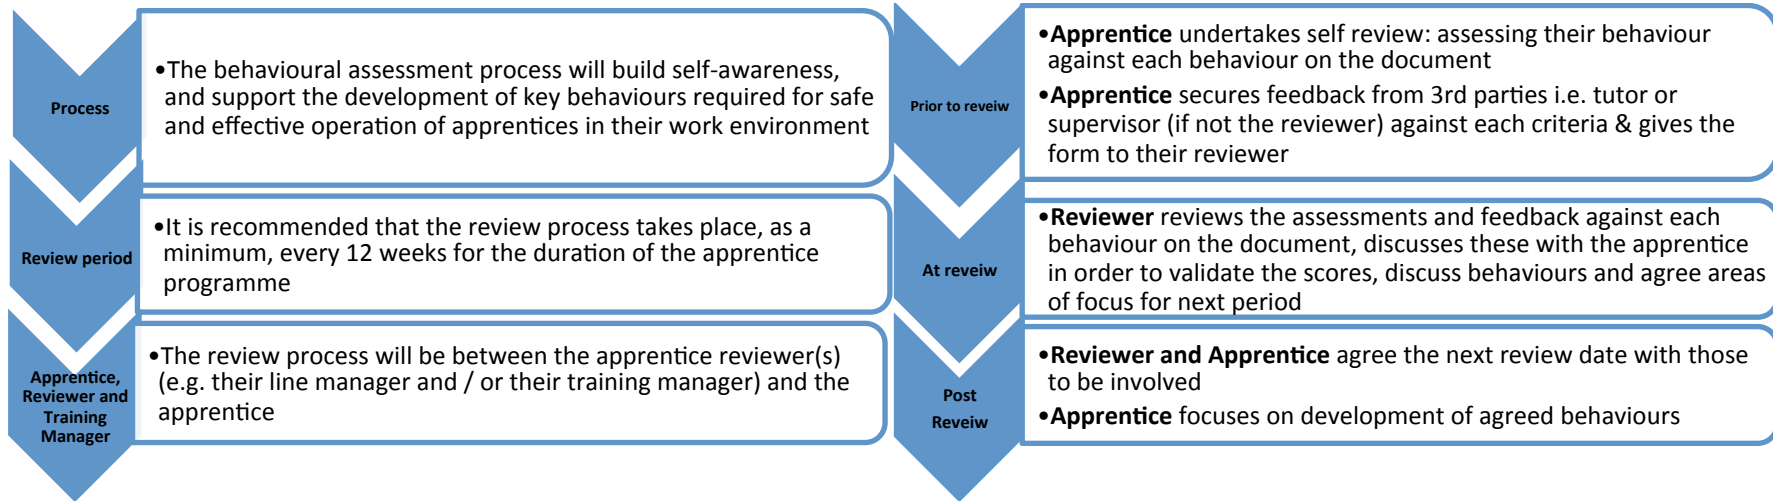 Process
•The behavioural assessment process will build self-awareness,
and support the development of key behaviours required for safe
and effective operation of apprentices in their work environment
Review period
•It is recommended that the review process takes place, as a
minimum, every 12 weeks for the duration of the apprentice
programme
Apprentice,
Reviewer and
Training
Manager
•The review process will be between the apprentice reviewer(s)
(e.g. their line manager and / or their training manager) and the
apprentice
Prior to reveiw
•Apprentice undertakes self review: assessing their behaviour
against each behaviour on the document
•Apprentice secures feedback from 3rd parties i.e. tutor or
supervisor (if not the reviewer) against each criteria & gives the
form to their reviewer
At reveiw
•Reviewer reviews the assessments and feedback against each
behaviour on the document, discusses these with the apprentice
in order to validate the scores, discuss behaviours and agree areas
of focus for next period
Post
Reveiw
•Reviewer and Apprentice agree the next review date with those
to be involved
•Apprentice focuses on development of agreed behaviours